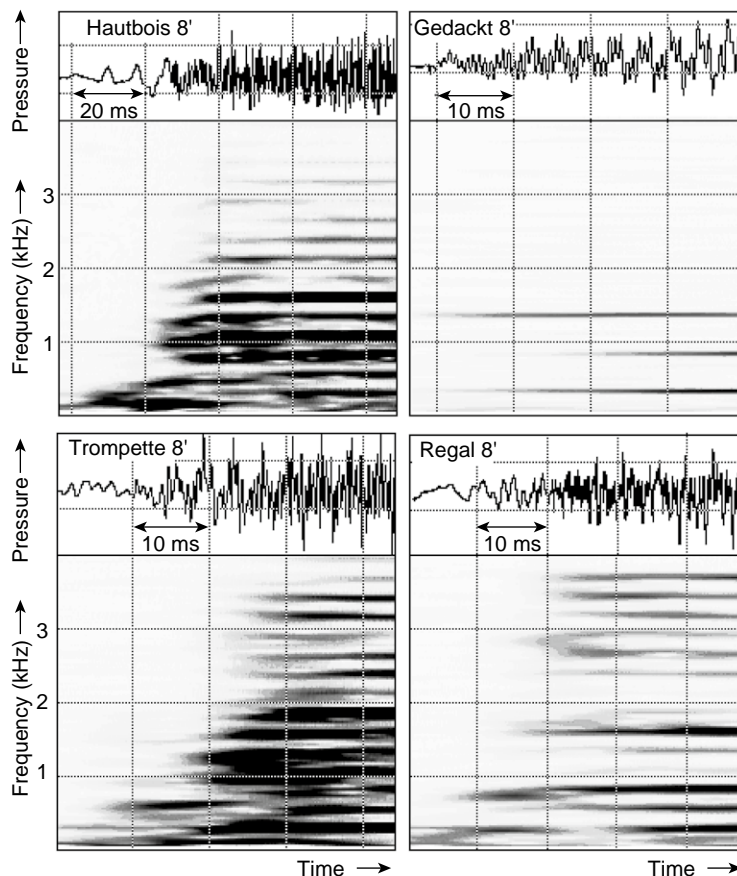 Pressure
Hautbois 8'
20 ms
Gedackt 8'
10 ms
Frequency (kHz)
3
2
1
Pressure
Trompette 8'
10 ms
Regal 8'
10 ms
Frequency (kHz)
3
2
1
Time
Time